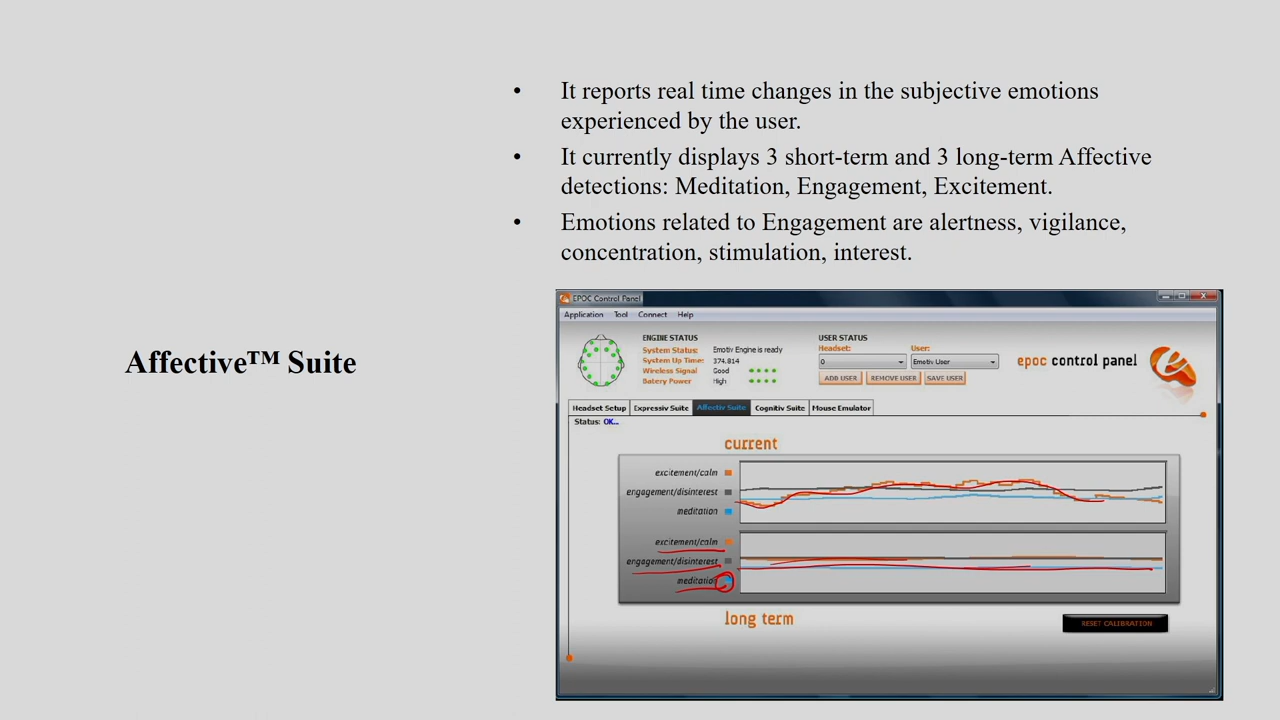 • It reports real time changes in the subjective emotions
experienced by the user.
• It currently displays 3 short-term and 3 long-term Affective
detections: Meditation, Engagement, Excitement.
• Emotions related to Engagement are alertness, vigilance,
concentration, stimulation, interest.
Affective™ Suite
EPOC Control Panel
Application Tool Connect Help
ENGINE STATUS
System Status: Emotiv Engine is ready
System Up Time: 374.814
Wireless Signal Good
Batery Power High
USER STATUS
Headset: User:
0 Emotiv User
ADD USER REMOVE USER SAVE USER
epoc control panel
Headset Setup Expressiv Suite Affectiv Suite Cognitiv Suite Mouse Emulator
Status: OK...
current
excitement/calm
engagement/disinterest
meditation
excitement/calm
engagement/disinterest
meditation
long term
RESET CALIBRATION